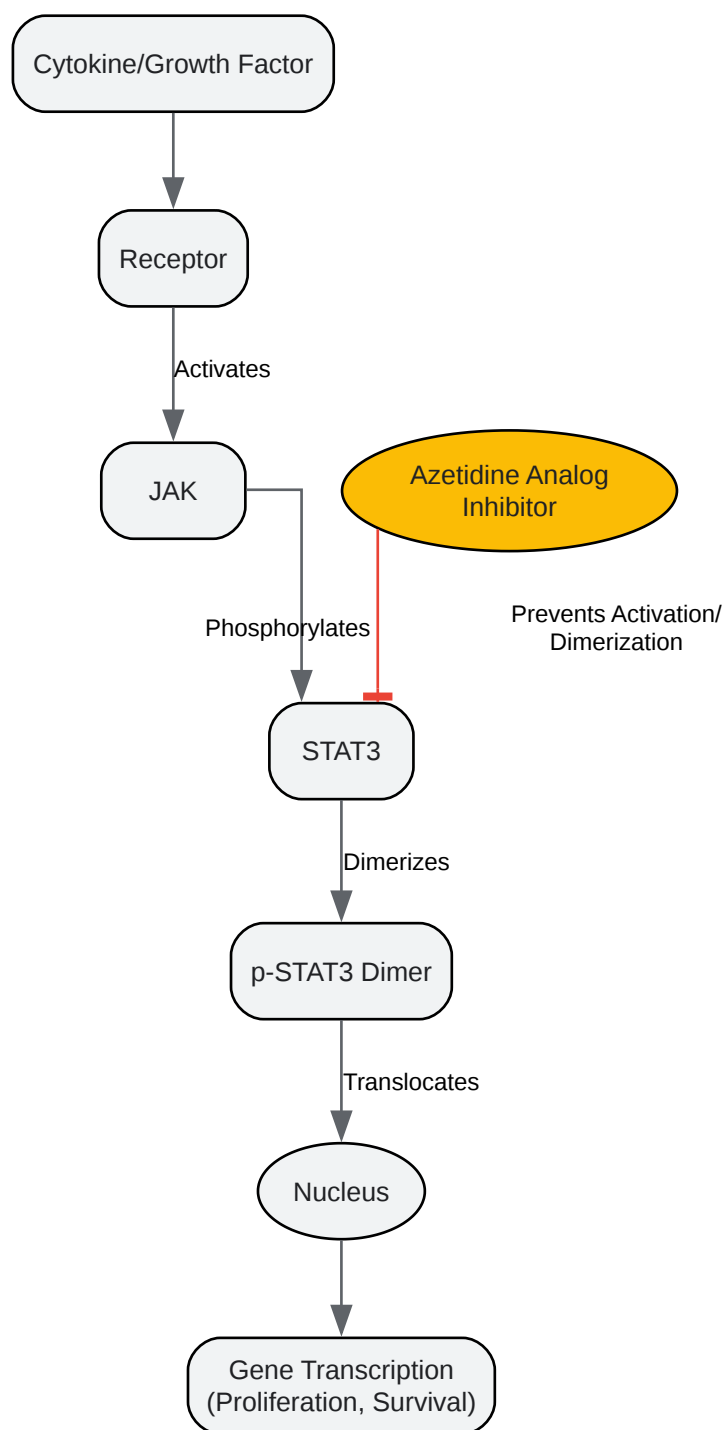 Cytokine/Growth Factor
Receptor
Activates
JAK
Azetidine Analog
Inhibitor
Phosphorylates
Prevents Activation/
Dimerization
STAT3
Dimerizes
p-STAT3 Dimer
Translocates
Nucleus
Gene Transcription
(Proliferation, Survival)